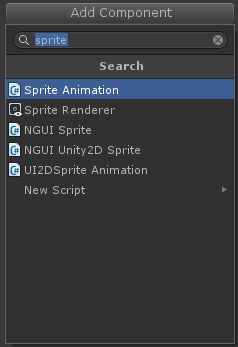 Add Component
sprite
Search
Sprite Animation
Sprite Renderer
NGUI Sprite
NGUI Unity2D Sprite
UI2DSprite Animation
New Script